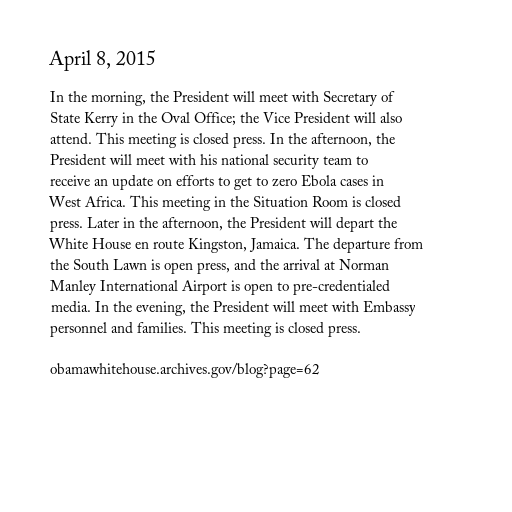 April 8, 2015
In the morning, the President will meet with Secretary of
State Kerry in the Oval Office; the Vice President will also
attend. This meeting is closed press. In the afternoon, the
President will meet with his national security team to
receive an update on efforts to get to zero Ebola cases in
West Africa. This meeting in the Situation Room is closed
press. Later in the afternoon, the President will depart the
White House en route Kingston, Jamaica. The departure from
the South Lawn is open press, and the arrival at Norman
Manley International Airport is open to pre-credentialed
media. In the evening, the President will meet with Embassy
personnel and families. This meeting is closed press.
obamawhitehouse.archives.gov/blog?page=62